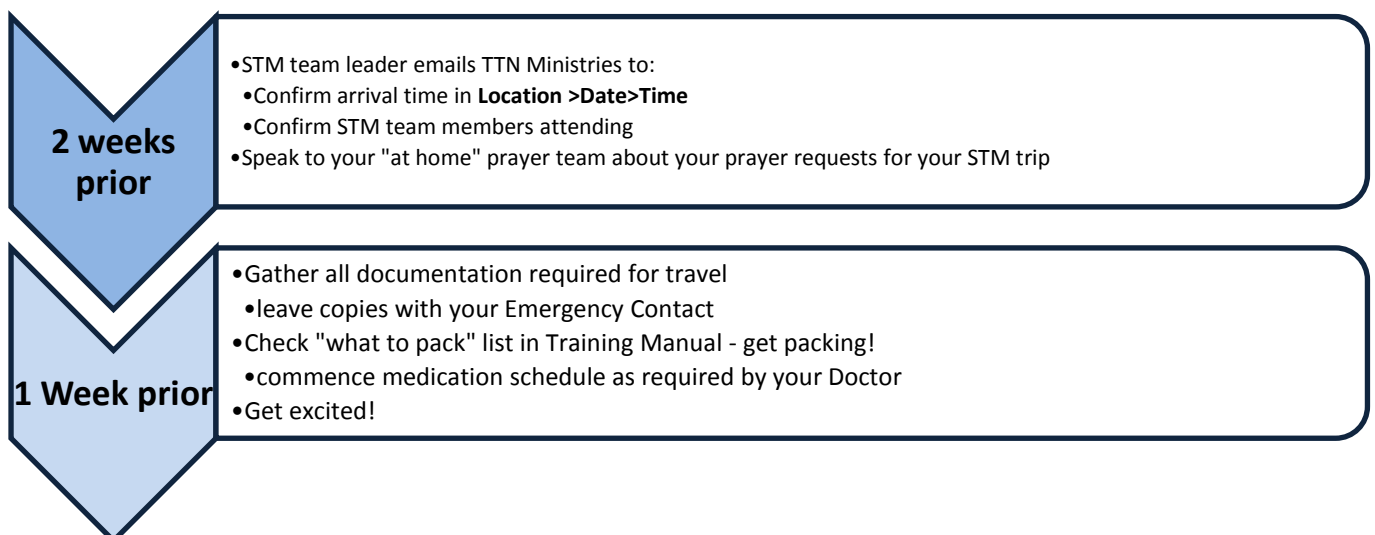 2 weeks
prior
•STM team leader emails TTN Ministries to:
•Confirm arrival time in Location >Date>Time
•Confirm STM team members attending
•Speak to your "at home" prayer team about your prayer requests for your STM trip
1 Week prior
•Gather all documentation required for travel
•leave copies with your Emergency Contact
•Check "what to pack" list in Training Manual - get packing!
•commence medication schedule as required by your Doctor
•Get excited!